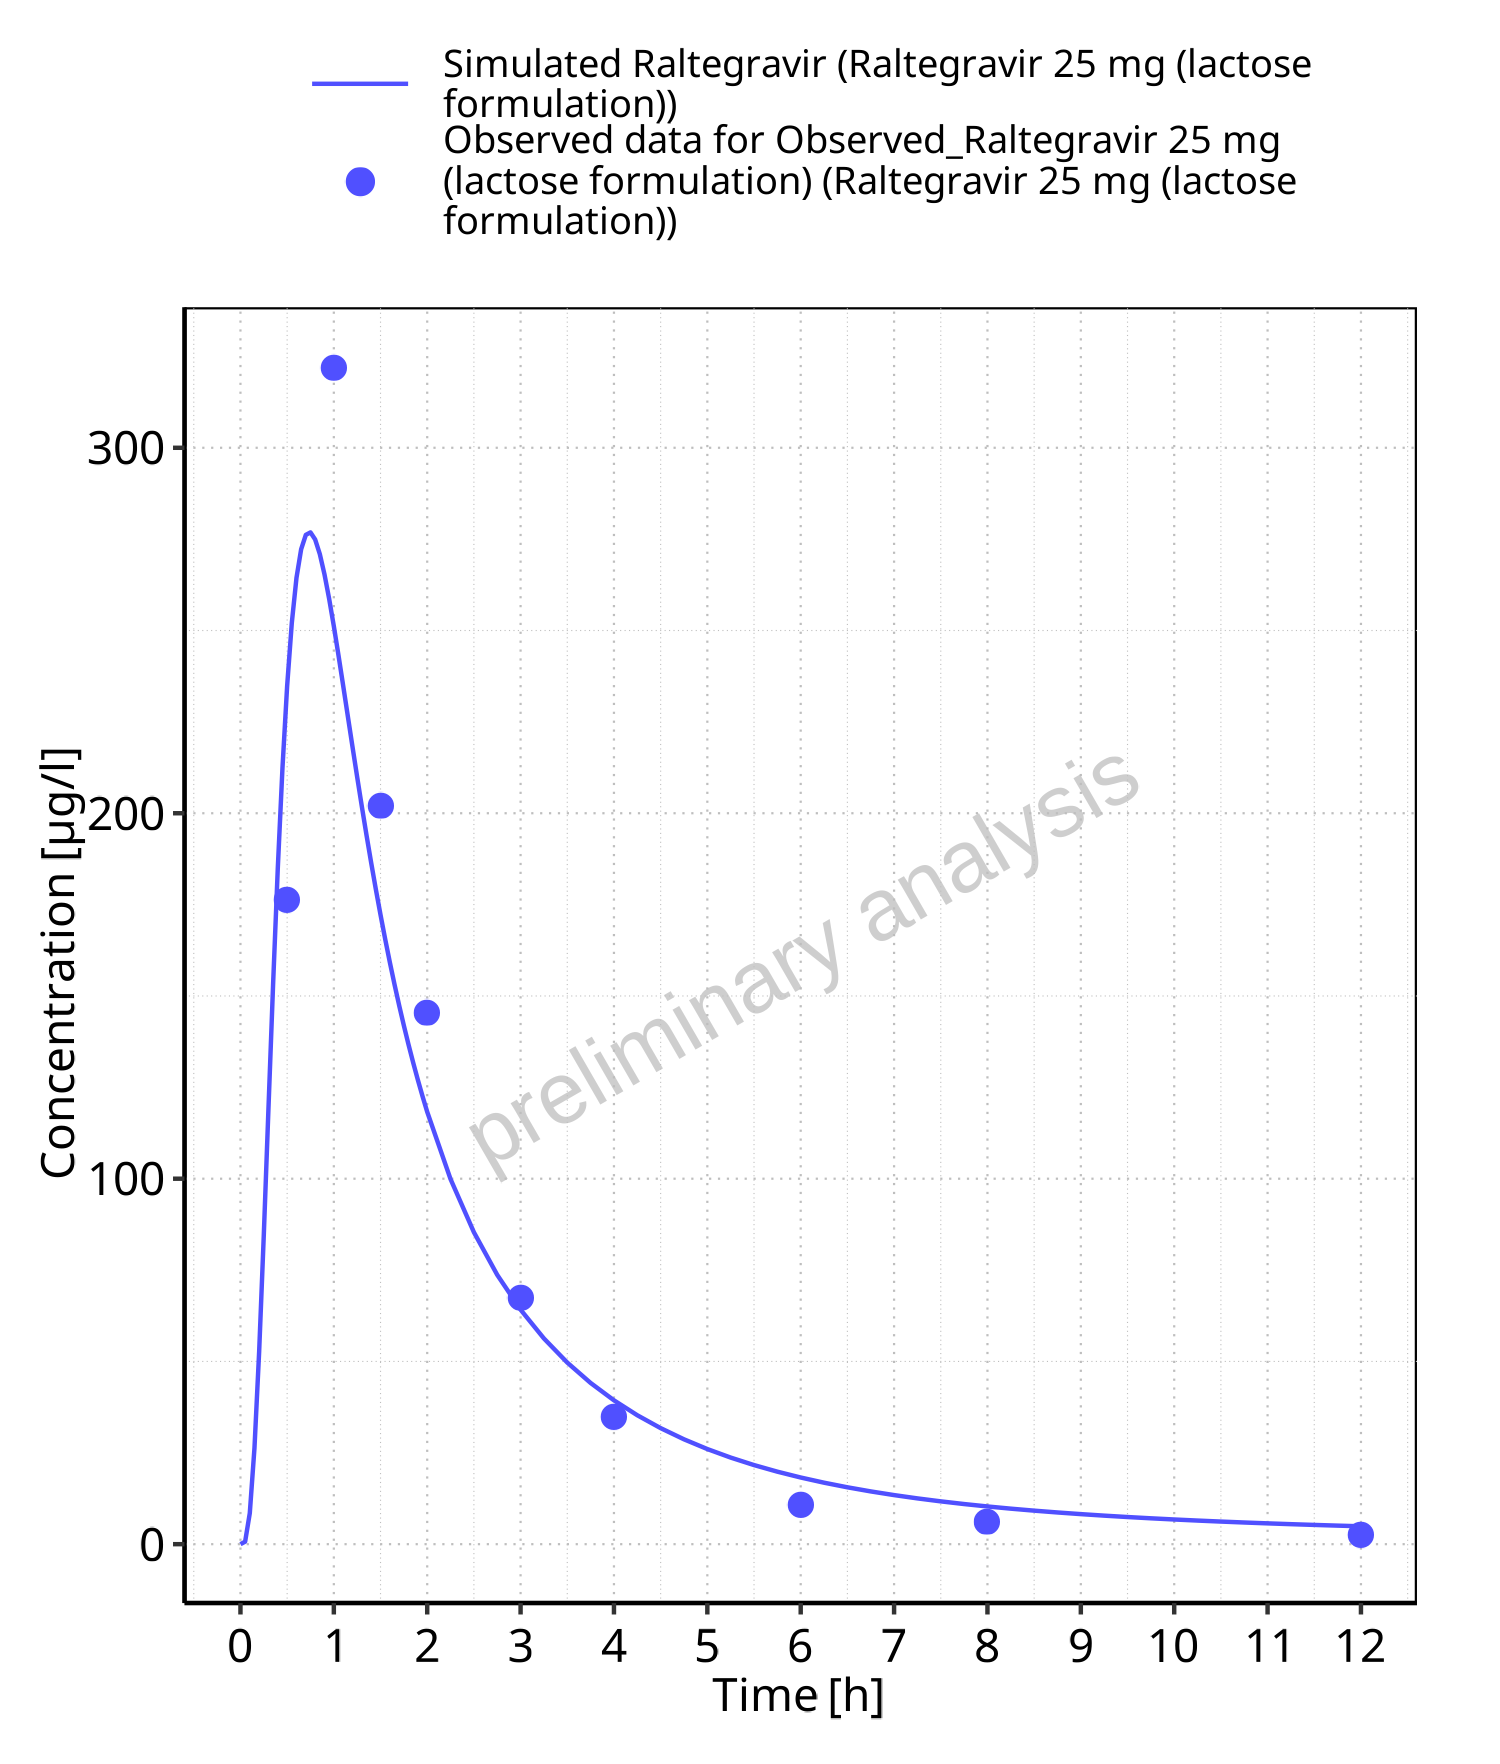 Simulated Raltegravir (Raltegravir 25 mg (lactose
formulation))
Observed data for Observed_Raltegravir 25 mg
(lactose formulation) (Raltegravir 25 mg (lactose
formulation))
300
200
100
0
Concentration [µg/l]
preliminary analysis
0 1 2 3 4 5 6 7 8 9 10 11 12
Time [h]